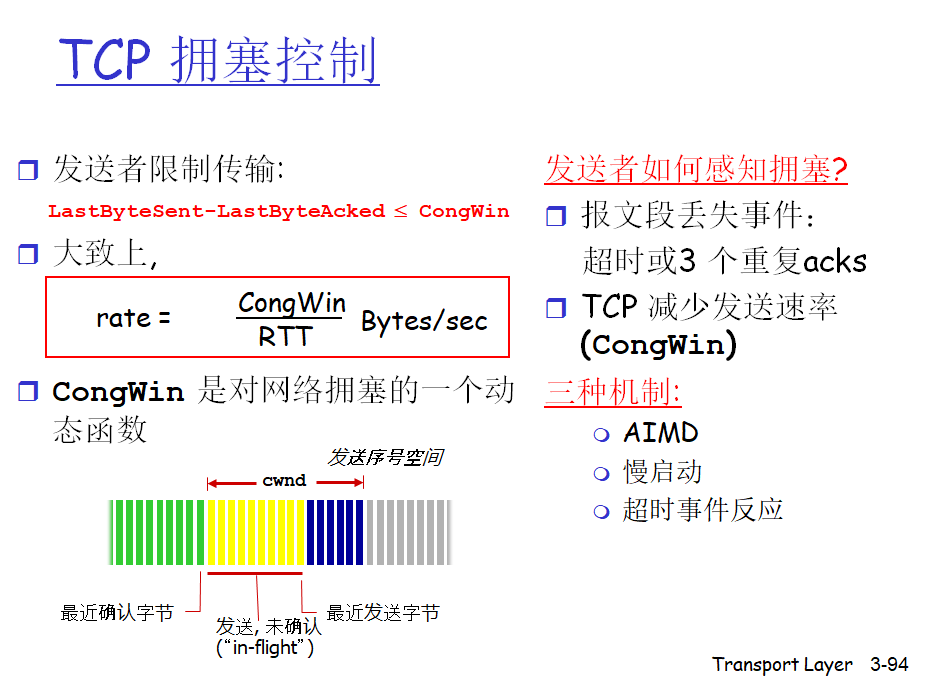 TCP 拥塞控制
发送者限制传输:
LastByteSent-LastByteAcked ≤ CongWin
大致上,
rate = CongWin
RTT
Bytes/sec
CongWin 是对网络拥塞的一个动
态函数
发送序号空间
cwnd
最近确认字节
发送, 未确认
("in-flight")
最近发送字节
发送者如何感知拥塞?
报文段丢失事件:
超时或3 个重复acks
TCP 减少发送速率
(CongWin)
三种机制:
AIMD
慢启动
超时事件反应
Transport Layer 3-94